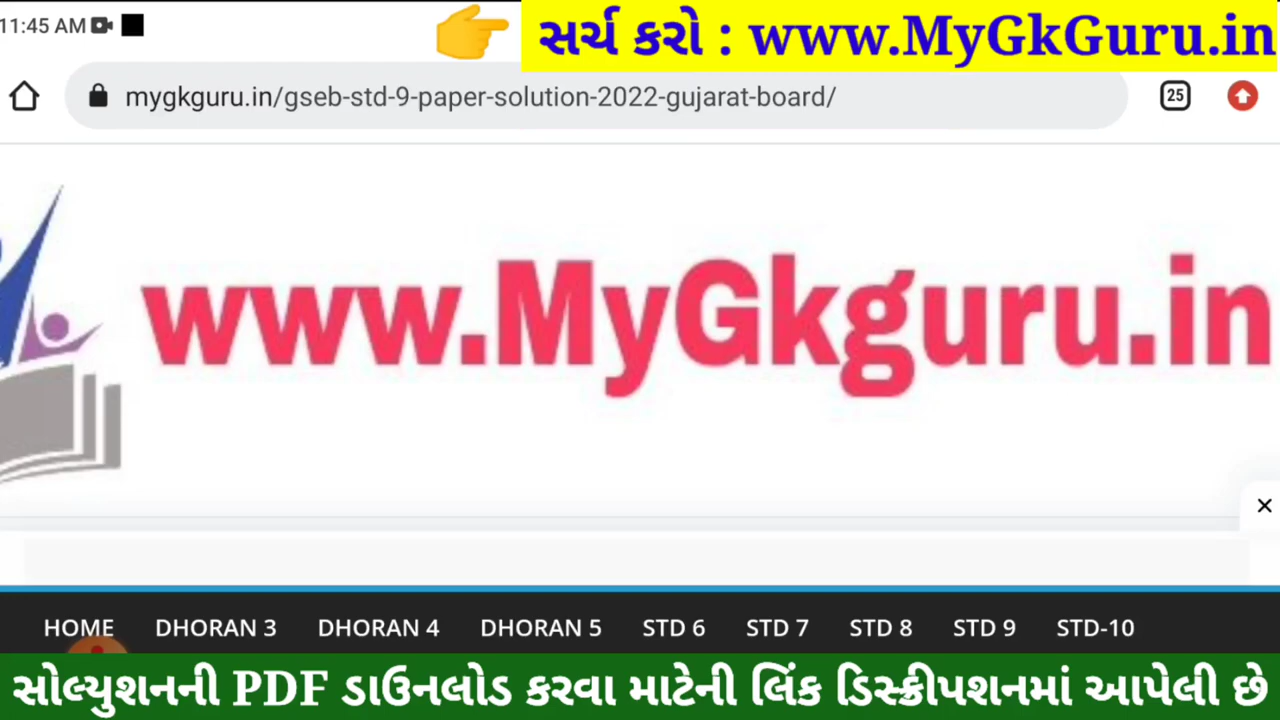 11:45 AM
સર્ચ કરો : www.MyGkGuru.in
mygkguru.in/gseb-std-9-paper-solution-2022-gujarat-board/
25
www.MyGkguru.in
HOME DHORAN 3 DHORAN 4 DHORAN 5 STD 6 STD 7 STD 8 STD 9 STD-10
સોલ્યુશનની PDF ડાઉનલોડ કરવા માટેની લિંક ડિસ્ક્રીપશનમાં આપેલી છે